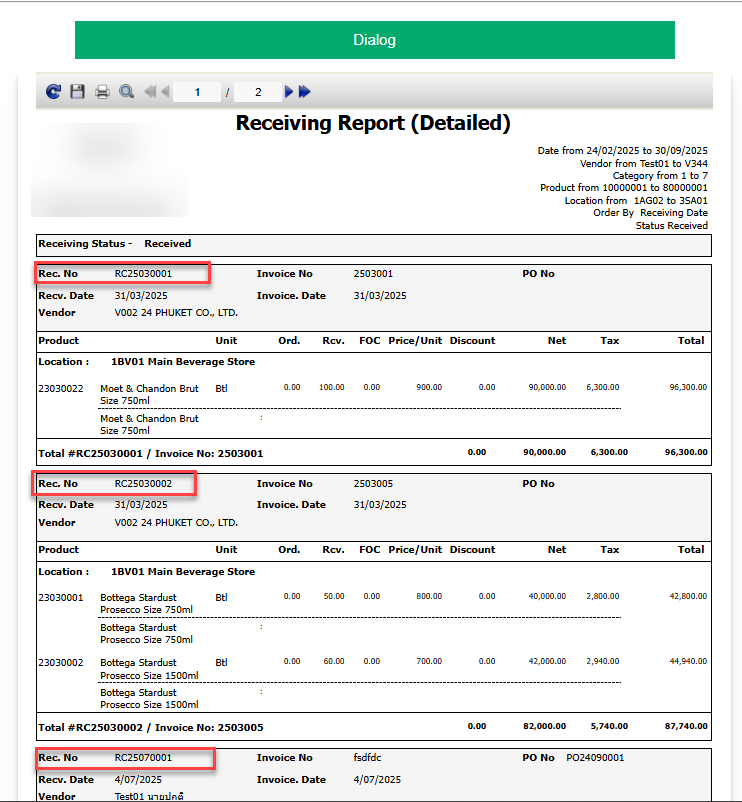 Dialog
1 / 2
Receiving Report (Detailed)
Date from 24/02/2025 to 30/09/2025
Vendor from Test01 to V344
Category from 1 to 7
Product from 10000001 to 80000001
Location from 1AG02 to 3SA01
Order By Receiving Date
Status Received
Receiving Status - Received
Rec. No RC25030001 Invoice No 2503001 PO No
Recv. Date 31/03/2025 Invoice. Date 31/03/2025
Vendor V002 24 PHUKET CO., LTD.
Product Unit Ord. Rcv. FOC Price/Unit Discount Net Tax Total
Location : 1BV01 Main Beverage Store
23030022 Moet & Chandon Brut Btl 0.00 100.00 0.00 900.00 0.00 90,000.00 6,300.00 96,300.00
Size 750ml
Moet & Chandon Brut :
Size 750ml
Total #RC25030001 / Invoice No: 2503001 0.00 90,000.00 6,300.00 96,300.00
Rec. No RC25030002 Invoice No 2503005 PO No
Recv. Date 31/03/2025 Invoice. Date 31/03/2025
Vendor V002 24 PHUKET CO., LTD.
Product Unit Ord. Rcv. FOC Price/Unit Discount Net Tax Total
Location : 1BV01 Main Beverage Store
23030001 Bottega Stardust Btl 0.00 50.00 0.00 800.00 0.00 40,000.00 2,800.00 42,800.00
Prosecco Size 750ml
Bottega Stardust :
Prosecco Size 750ml
23030002 Bottega Stardust Btl 0.00 60.00 0.00 700.00 0.00 42,000.00 2,940.00 44,940.00
Prosecco Size 1500ml
Bottega Stardust :
Prosecco Size 1500ml
Total #RC25030002 / Invoice No: 2503005 0.00 82,000.00 5,740.00 87,740.00
Rec. No RC25070001 Invoice No fsdfdc PO No PO24090001
Recv. Date 4/07/2025 Invoice. Date 4/07/2025
Vendor Test01 นายปกติ